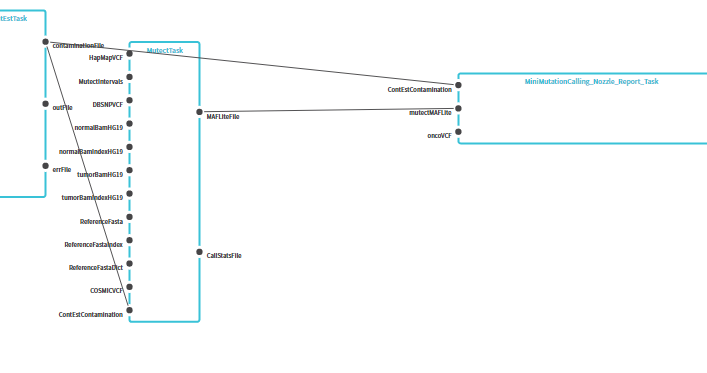 tEstTask
contaminationFile
outFile
errFile
MutectTask
HapMapVCF
MutectIntervals
DBSNPVCF
normalBamHG19
normalBamIndexHG19
tumorBamHG19
tumorBamIndexHG19
ReferenceFasta
ReferenceFastaIndex
ReferenceFastaDict
COSMICVCF
ContEstContamination
MAFLiteFile
CallStatsFile
MiniMutationCalling_Nozzle_Report_Task
ContEstContamination
mutectMAFLite
oncoVCF